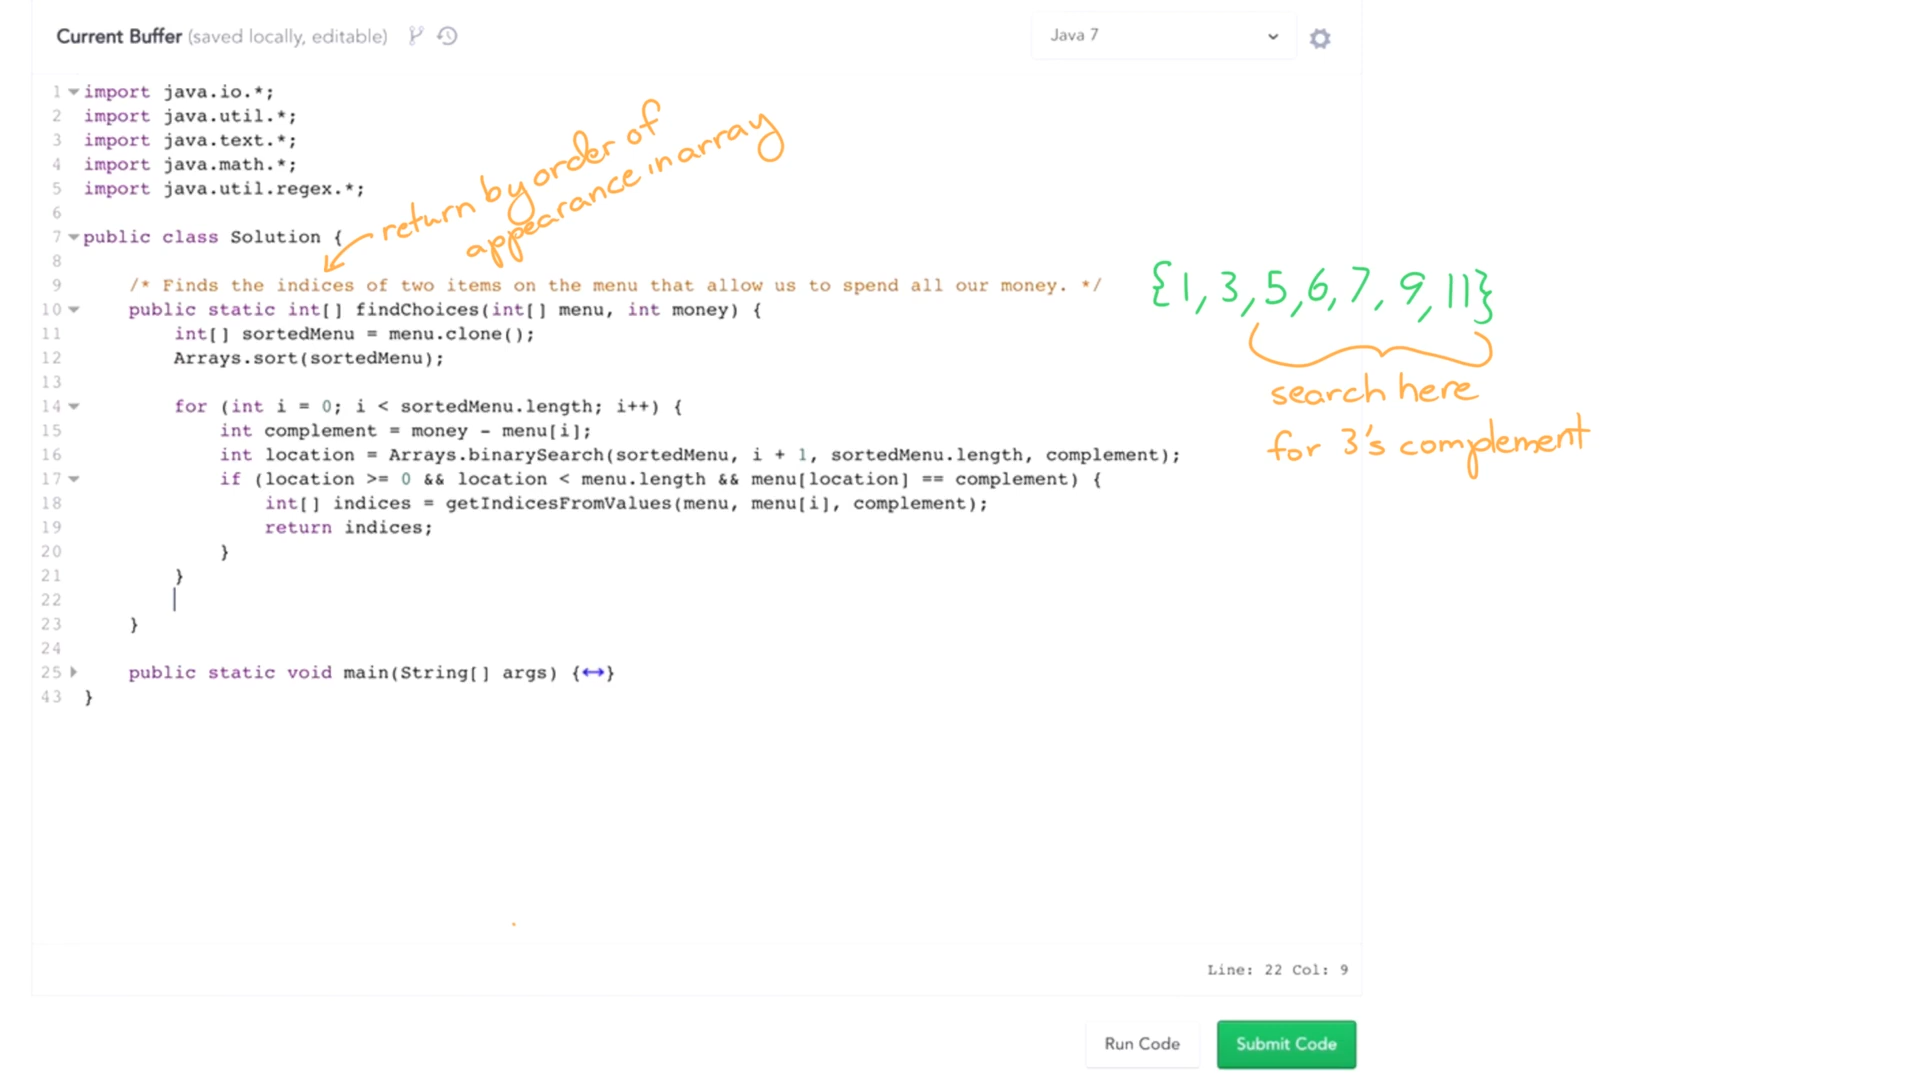 Current Buffer (saved locally, editable)
Java 7
1 import java.io.*;
2 import java.util.*;
3 import java.text.*;
4 import java.math.*;
5 import java.util.regex.*;
6
7 public class Solution {
return by order of
appearance in array
8
9 /* Finds the indices of two items on the menu that allow us to spend all our money. */
10 public static int[] findChoices(int[] menu, int money) {
11 int[] sortedMenu = menu.clone();
12 Arrays.sort(sortedMenu);
13
14 for (int i = 0; i < sortedMenu.length; i++) {
15 int complement = money - menu[i];
16 int location = Arrays.binarySearch(sortedMenu, i + 1, sortedMenu.length, complement);
17 if (location >= 0 && location < menu.length && menu[location] == complement) {
18 int[] indices = getIndicesFromValues(menu, menu[i], complement);
19 return indices;
20 }
21 }
22
23 }
24
25 public static void main(String[] args) {↔}
43 }
{1, 3, 5, 6, 7, 9, 11}
search here
for 3's complement
Line: 22 Col: 9
Run Code
Submit Code